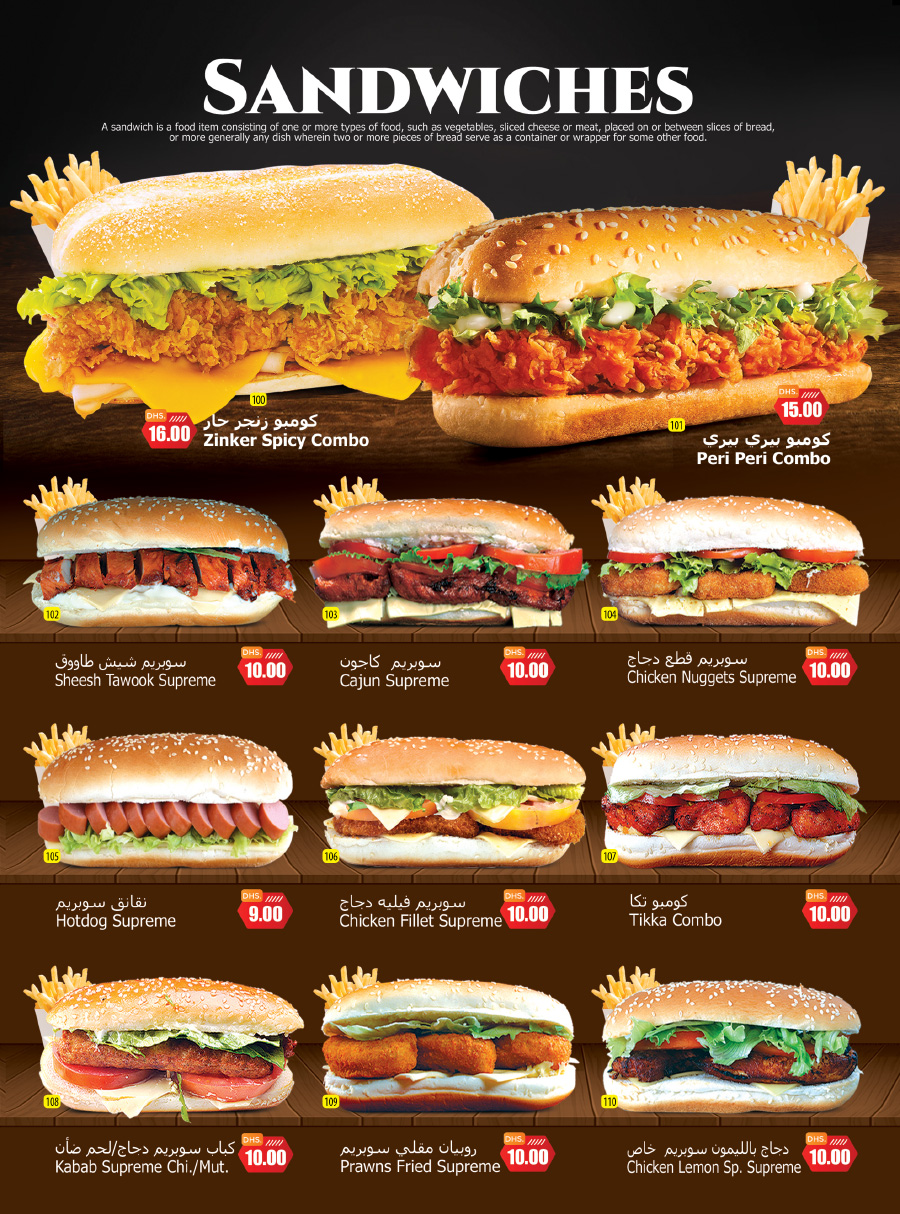 SANDWICHES
A sandwich is a food item consisting of one or more types of food, such as vegetables, sliced cheese or meat, placed on or between slices of bread,
or more generally any dish wherein two or more pieces of bread serve as a container or wrapper for some other food.
100
DHS.
16.00
كومبو زنجر حار
Zinker Spicy Combo
101
DHS.
15.00
كومبو بيري بيري
Peri Peri Combo
102
سوبريم شيش طاووق
Sheesh Tawook Supreme
DHS.
10.00
103
سوبريم كاجون
Cajun Supreme
DHS.
10.00
104
سوبريم قطع دجاج
Chicken Nuggets Supreme
DHS.
10.00
105
نقانق سوبريم
Hotdog Supreme
DHS.
9.00
106
سوبريم فيليه دجاج
Chicken Fillet Supreme
DHS.
10.00
107
كومبو تكا
Tikka Combo
DHS.
10.00
108
كباب سوبريم دجاج/لحم ضأن
Kabab Supreme Chi./Mut.
DHS.
10.00
109
روبيان مقلي سوبريم
Prawns Fried Supreme
DHS.
10.00
110
دجاج بالليمون سوبريم خاص
Chicken Lemon Sp. Supreme
DHS.
10.00